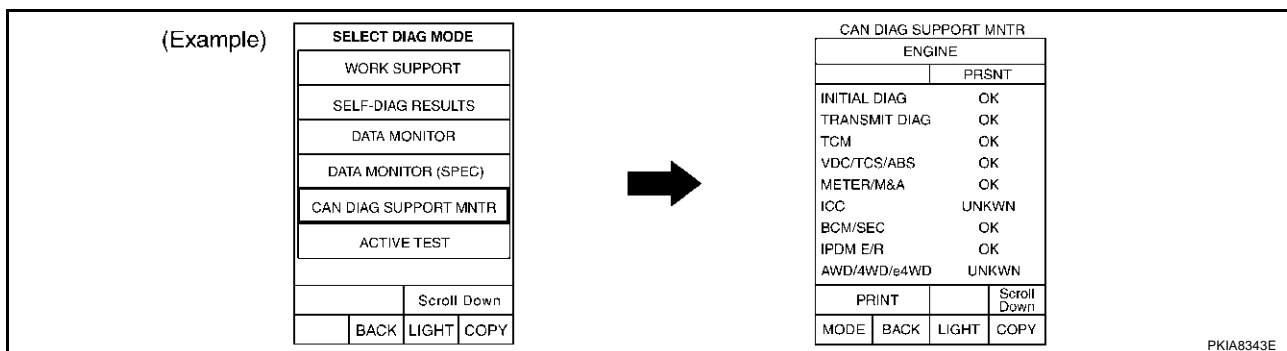 (Example)
SELECT DIAG MODE
WORK SUPPORT
SELF-DIAG RESULTS
DATA MONITOR
DATA MONITOR (SPEC)
CAN DIAG SUPPORT MNTR
ACTIVE TEST
Scroll Down
BACK LIGHT COPY
CAN DIAG SUPPORT MNTR
ENGINE
PRSNT
INITIAL DIAG OK
TRANSMIT DIAG OK
TCM OK
VDC/TCS/ABS OK
METER/M&A OK
ICC UNKWN
BCM/SEC OK
IPDM E/R OK
AWD/4WD/e4WD UNKWN
PRINT Scroll
Down
MODE BACK LIGHT COPY
PKIA8343E